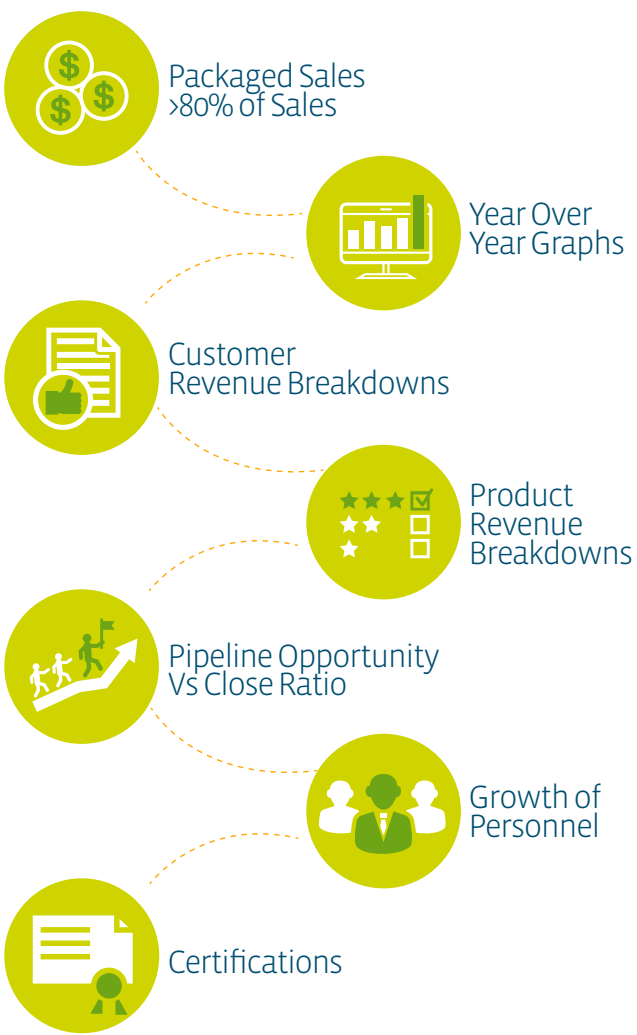 $
$
$
Packaged Sales
>80% of Sales
Year Over
Year Graphs
Customer
Revenue Breakdowns
Product
Revenue
Breakdowns
Pipeline Opportunity
Vs Close Ratio
Growth of
Personnel
Certifications